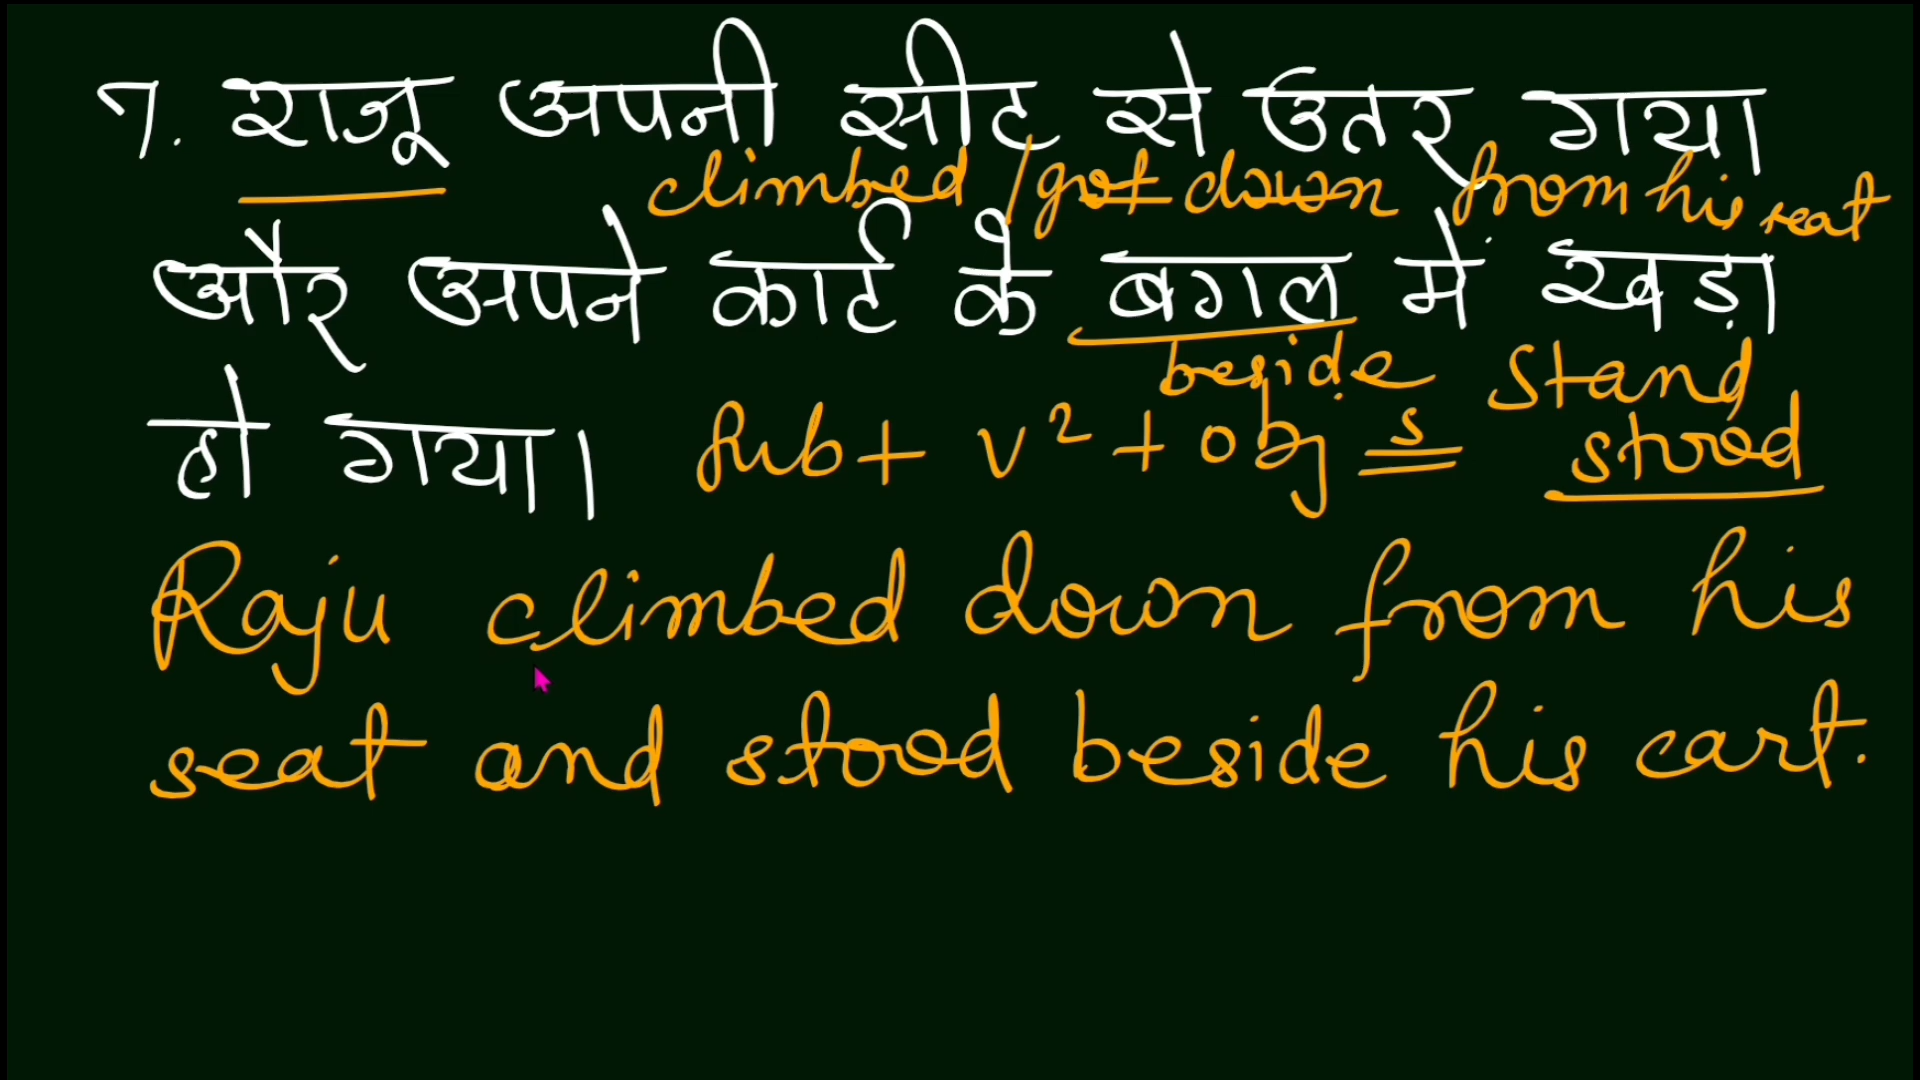 7. राजू अपनी सीट से उतर गया
climbed / got down from his seat
और अपने कार्ट के बगल में खड़ा
beside stand
हो गया। Sub + v² + obj = s stood
Raju climbed down from his
seat and stood beside his cart.